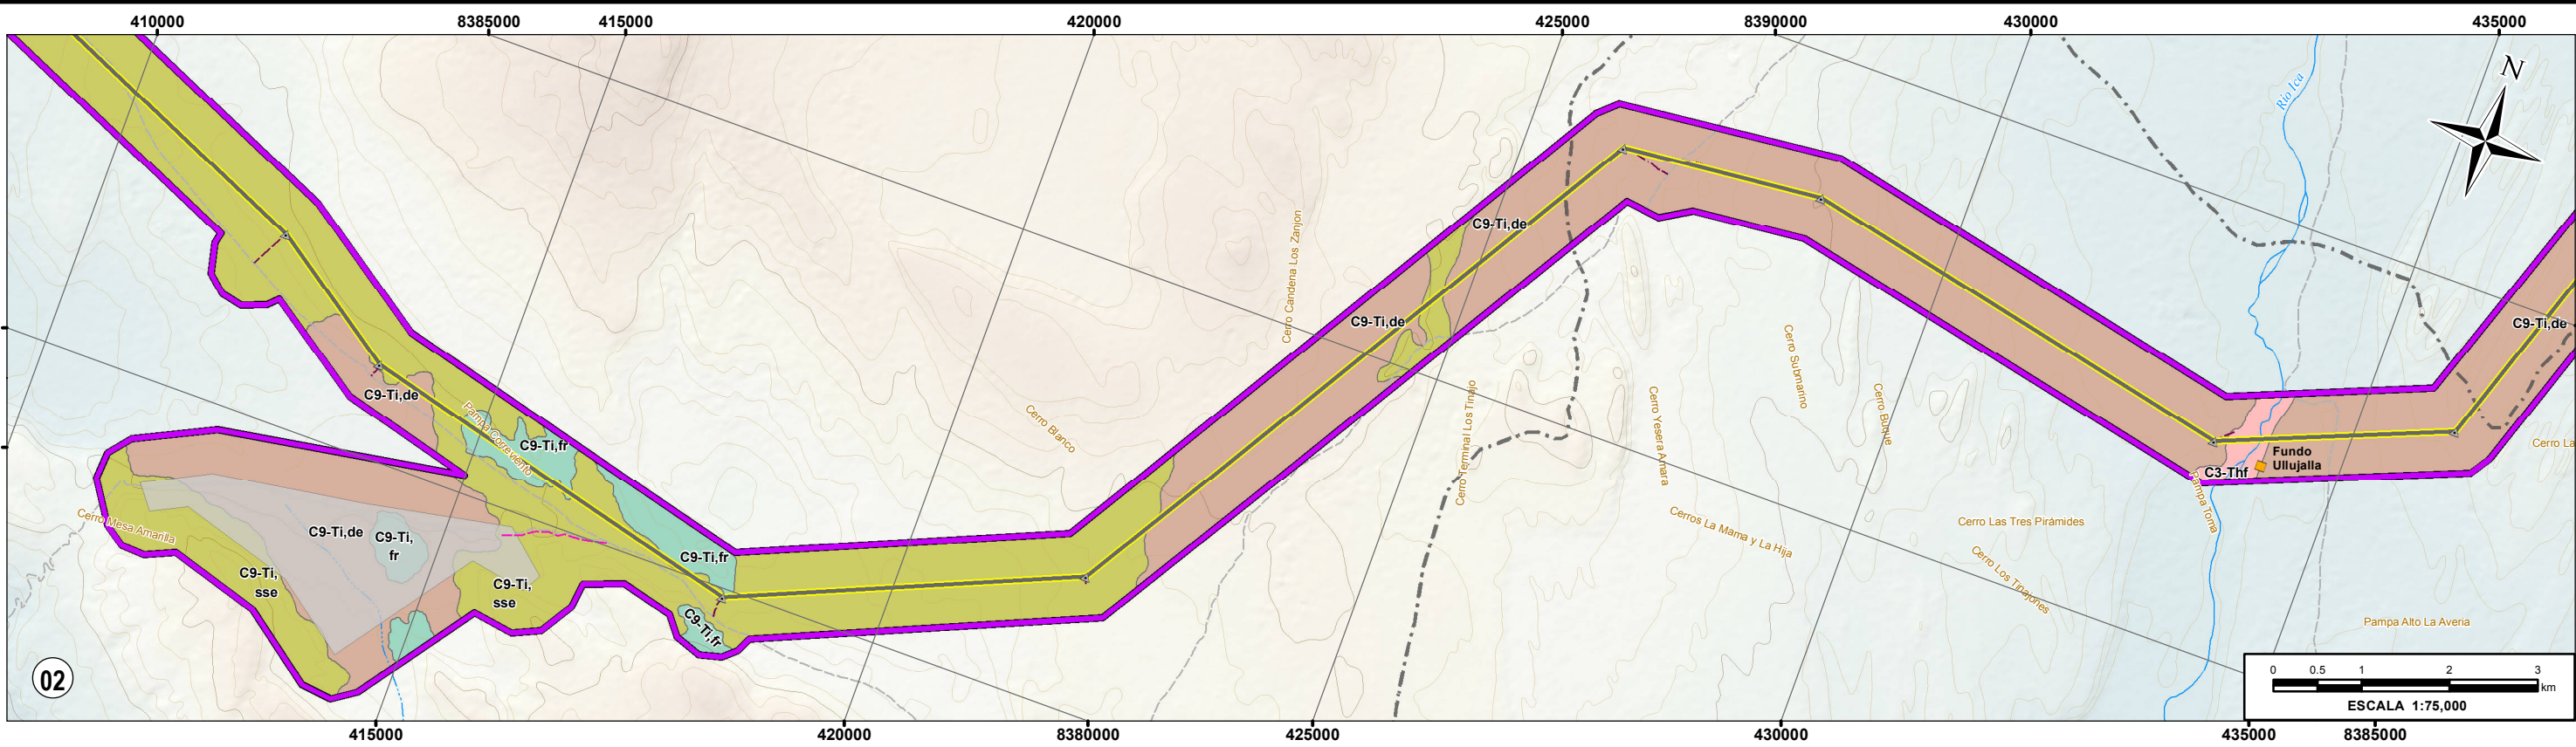 410000
8385000
415000
420000
425000
8390000
430000
435000
N
Rio Ica
C9-Ti,de
Cerro Candena Los Zanjon
C9-Ti,de
C9-Ti,de
C9-Ti,de
Pampa Correviento
C9-Ti,fr
Cerro Blanco
Cerro Terminal Los Tinajo
Cerro Yesera Amara
Cerro Submarino
Cerro Buque
Cerro La
Fundo
Ullujalla
C3-Thf
Pampa Toma
Cerro Mesa Amarilla
C9-Ti,de
C9-Ti,
fr
C9-Ti,fr
C9-Ti,
sse
C9-Ti,
sse
C9-Ti,fr
Cerros La Mama y La Hija
Cerro Las Tres Pirámides
Cerro Los Tinajones
Pampa Alto La Averia
02
0 0.5 1 2 3
km
ESCALA 1:75,000
415000
420000
8380000
425000
430000
435000
8385000